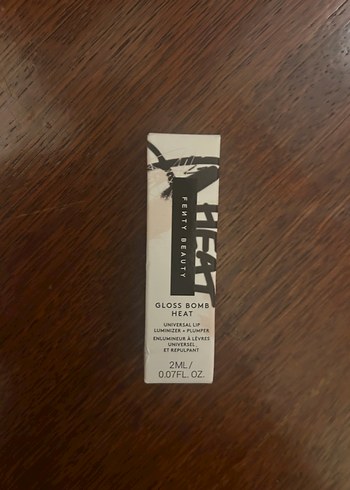 FENTY BEAUTY
HEAT
GLOSS BOMB
HEAT
UNIVERSAL LIP
LUMINIZER + PLUMPER
ENLUMINEUR À LÈVRES
UNIVERSEL
ET REPULPANT
2ML/
0.07FL. OZ.